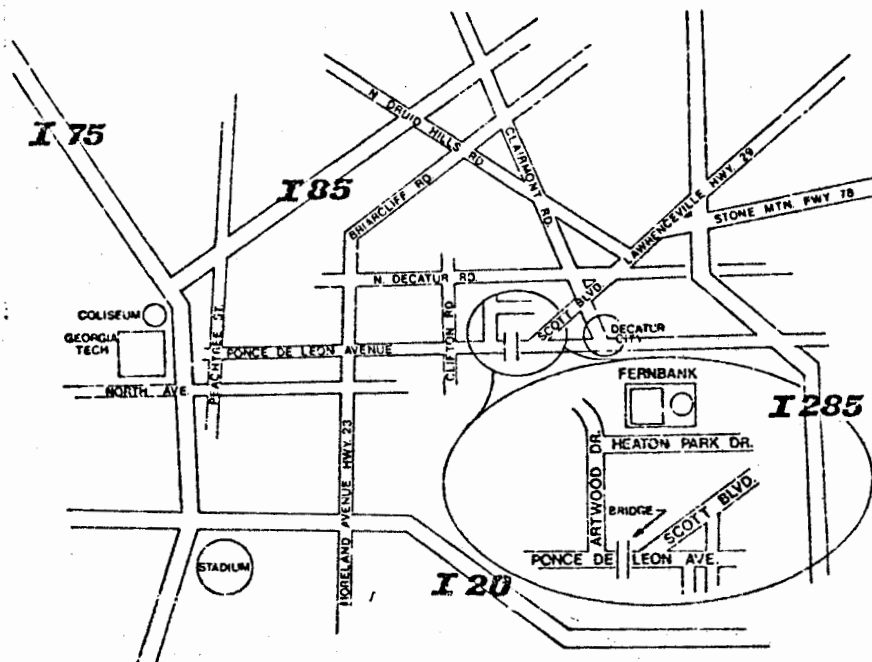 I 75
N. DRUID HILLS RD.
CLAIRMONT RD.
I 85
BRIARCLIFF RD.
LAWHENCEVILLE HWY. 29
STONE MTN. FWY 78
N. DECATUR RD.
COLISEUM
GEORGIA
TECH
PEACHTREE ST.
PONCE DE LEON AVENUE
CLIFTON RD
SCOTT BLVD.
DECATUR
CITY
NORTH AVE
FERNBANK
I 285
MORELAND AVENUE HWY. 23
ARTWOOD DR.
HEATON PARK DR.
BRIDGE
SCOTT BLVD.
PONCE DE LEON AVE.
STADIUM
I 20